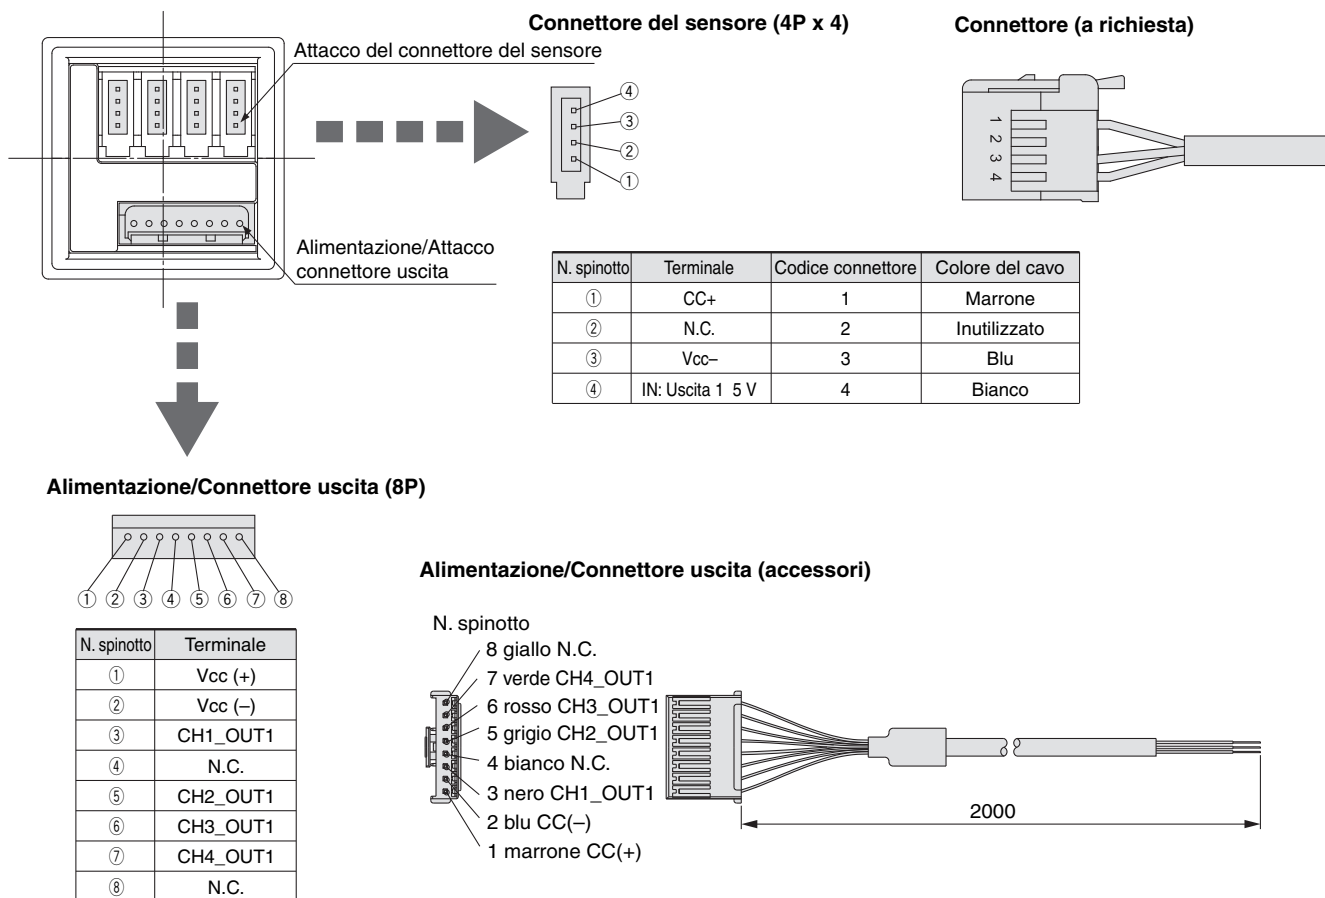 Connettore del sensore (4P x 4)
Connettore (a richiesta)
Attacco del connettore del sensore
④
③
②
①
1
2
3
4
Alimentazione/Attacco
connettore uscita
N. spinotto Terminale Codice connettore Colore del cavo
① CC+ 1 Marrone
② N.C. 2 Inutilizzato
③ Vcc– 3 Blu
④ IN: Uscita 1 5 V 4 Bianco
Alimentazione/Connettore uscita (8P)
① ② ③ ④ ⑤ ⑥ ⑦ ⑧
N. spinotto Terminale
① Vcc (+)
② Vcc (–)
③ CH1_OUT1
④ N.C.
⑤ CH2_OUT1
⑥ CH3_OUT1
⑦ CH4_OUT1
⑧ N.C.
Alimentazione/Connettore uscita (accessori)
N. spinotto
8 giallo N.C.
7 verde CH4_OUT1
6 rosso CH3_OUT1
5 grigio CH2_OUT1
4 bianco N.C.
3 nero CH1_OUT1
2 blu CC(–)
1 marrone CC(+)
2000